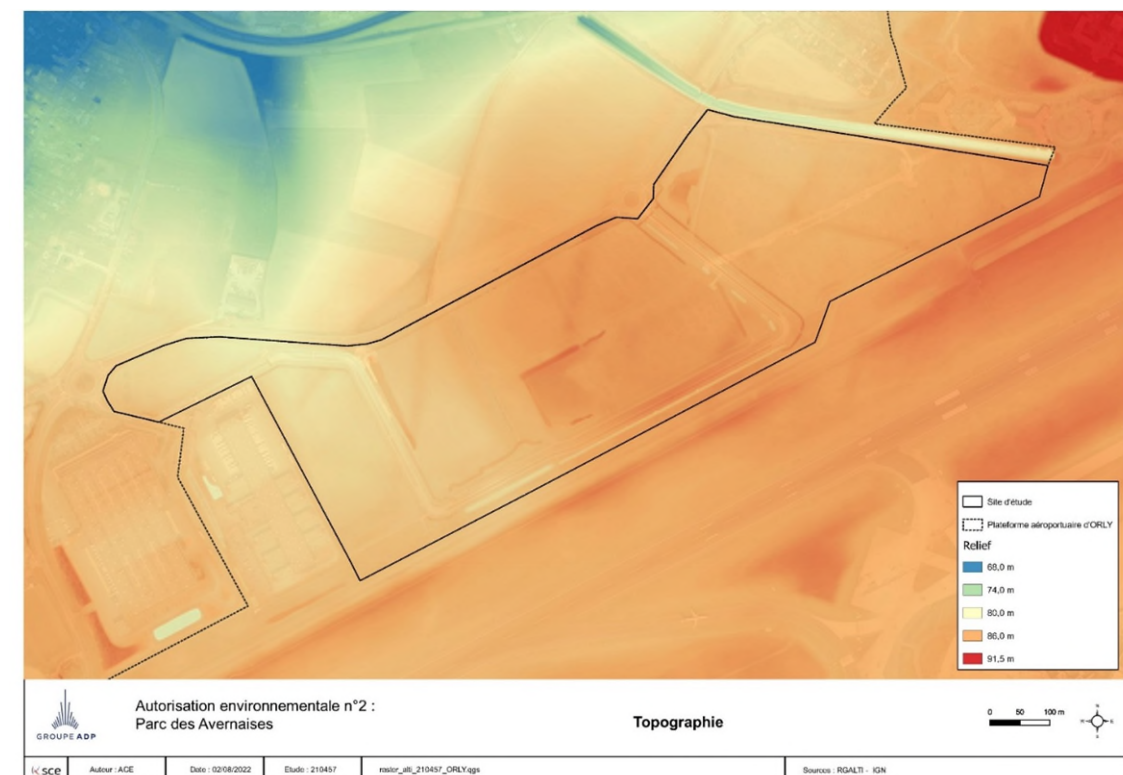 Site d'étude
Plateforme aéroportuaire d'ORLY
Relief
68,0 m
74,0 m
80,0 m
86,0 m
91,5 m
GROUPE ADP
Autorisation environnementale n°2 :
Parc des Avernaises
Topographie
0 50 100 m
sce
Auteur : AGE
Date : 02/08/2022
Etude : 210457
raster_alti_210457_ORLY.qgs
Sources : RGALTI - IGN